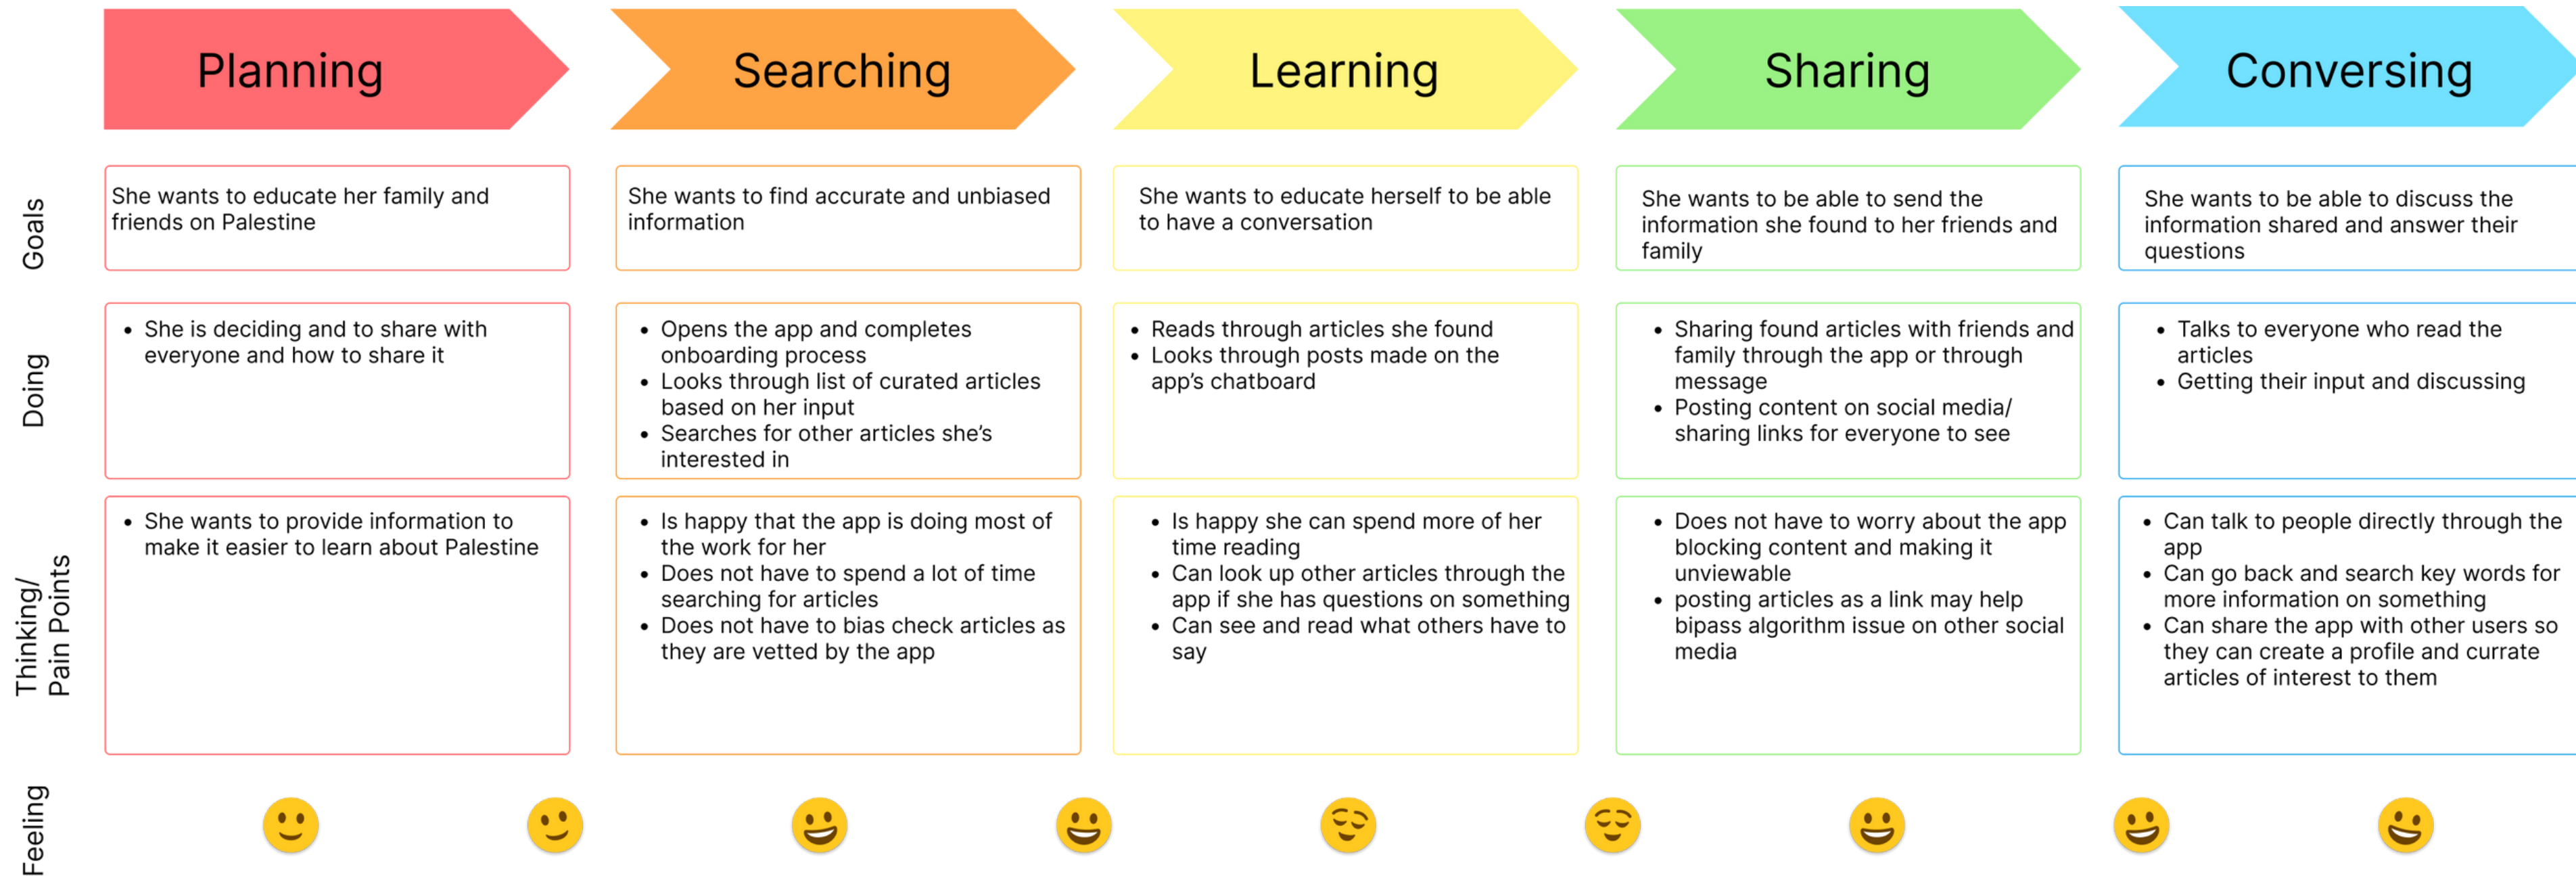 Planning
Searching
Learning
Sharing
Conversing
Goals
She wants to educate her family and
friends on Palestine
She wants to find accurate and unbiased
information
She wants to educate herself to be able
to have a conversation
She wants to be able to send the
information she found to her friends and
family
She wants to be able to discuss the
information shared and answer their
questions
Doing
• She is deciding and to share with
everyone and how to share it
• Opens the app and completes
onboarding process
• Looks through list of curated articles
based on her input
• Searches for other articles she's
interested in
• Reads through articles she found
• Looks through posts made on the
app's chatboard
• Sharing found articles with friends and
family through the app or through
message
• Posting content on social media/
sharing links for everyone to see
• Talks to everyone who read the
articles
• Getting their input and discussing
Thinking/
Pain Points
• She wants to provide information to
make it easier to learn about Palestine
• Is happy that the app is doing most of
the work for her
• Does not have to spend a lot of time
searching for articles
• Does not have to bias check articles as
they are vetted by the app
• Is happy she can spend more of her
time reading
• Can look up other articles through the
app if she has questions on something
• Can see and read what others have to
say
• Does not have to worry about the app
blocking content and making it
unviewable
• posting articles as a link may help
bipass algorithm issue on other social
media
• Can talk to people directly through the
app
• Can go back and search key words for
more information on something
• Can share the app with other users so
they can create a profile and currate
articles of interest to them
Feeling